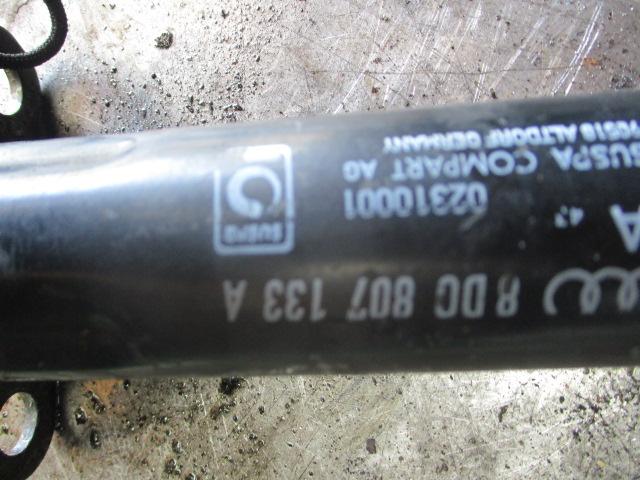 8D0 807 133 A
SUSPA
02310001
SUSPA COMPART AG
90518 ALTDORF GERMANY